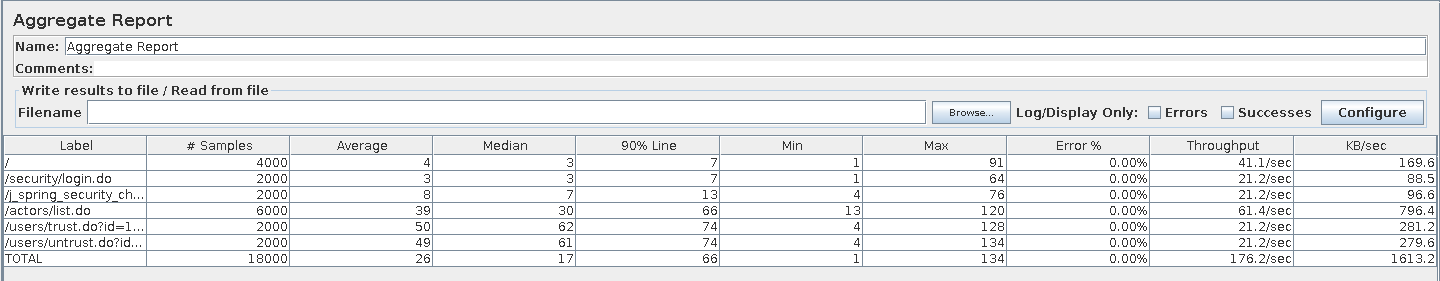 Aggregate Report
Name: Aggregate Report
Comments:
Write results to file / Read from file
Filename Browse... Log/Display Only: Errors Successes Configure
Label # Samples Average Median 90% Line Min Max Error % Throughput KB/sec
/ 4000 4 3 7 1 91 0.00% 41.1/sec 169.6
/security/login.do 2000 3 3 7 1 64 0.00% 21.2/sec 88.5
/j_spring_security_ch... 2000 8 7 13 4 76 0.00% 21.2/sec 96.6
/actors/list.do 6000 39 30 66 13 120 0.00% 61.4/sec 796.4
/users/trust.do?id=1... 2000 50 62 74 4 128 0.00% 21.2/sec 281.2
/users/untrust.do?id... 2000 49 61 74 4 134 0.00% 21.2/sec 279.6
TOTAL 18000 26 17 66 1 134 0.00% 176.2/sec 1613.2